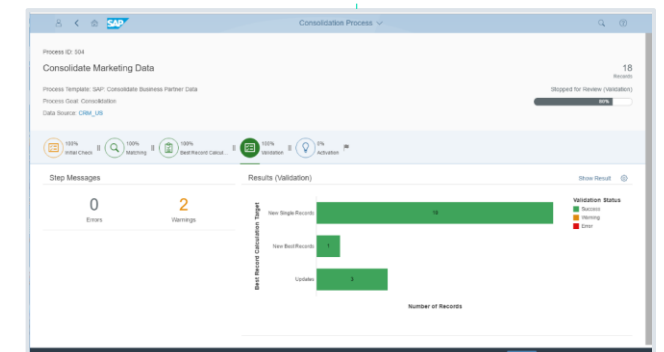 SAP
Consolidation Process
Process ID: 504
Consolidate Marketing Data
18
Records
Process Template: SAP: Consolidate Business Partner Data
Stopped for Review (Validation)
Process Goal: Consolidation
80%
Data Source: CRM_US
100%
Initial Check
100%
Matching
100%
Best Record Calcul...
100%
Validation
0%
Activation
Step Messages
Results (Validation)
Show Result
0
Errors
2
Warnings
Best Record Calculation Target
New Single Records
New Best Records
1
Updates
3
Number of Records
Validation Status
Success
Warning
Error